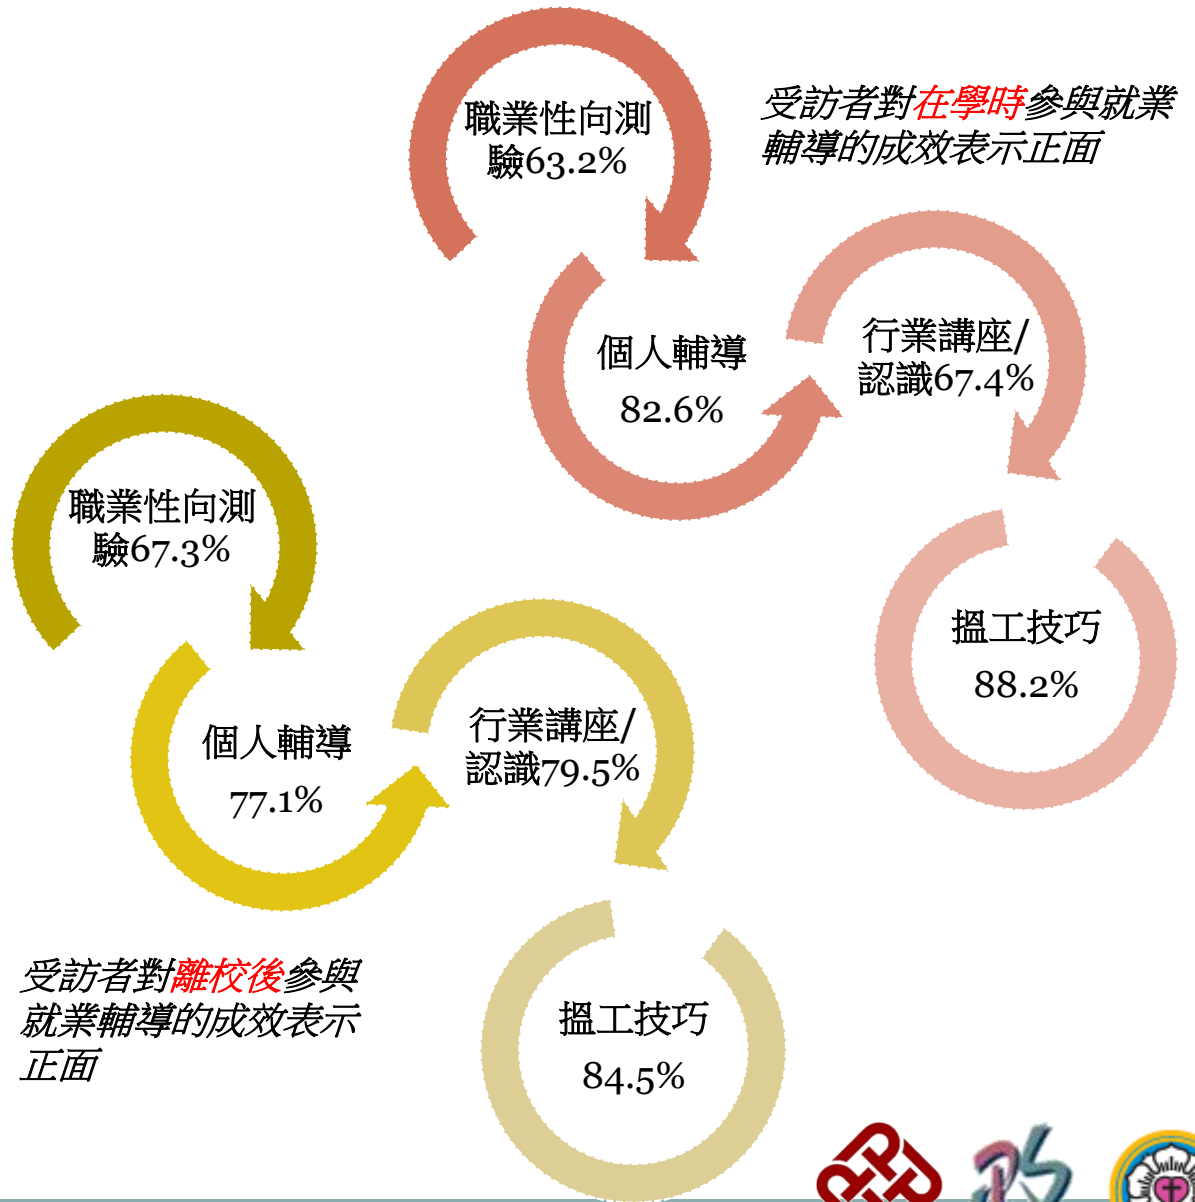 職業性向測
驗63.2%
受訪者對在學時參與就業
輔導的成效表示正面
個人輔導
82.6%
行業講座/
認識67.4%
搵工技巧
88.2%
職業性向測
驗67.3%
個人輔導
77.1%
行業講座/
認識79.5%
搵工技巧
84.5%
受訪者對離校後參與
就業輔導的成效表示
正面